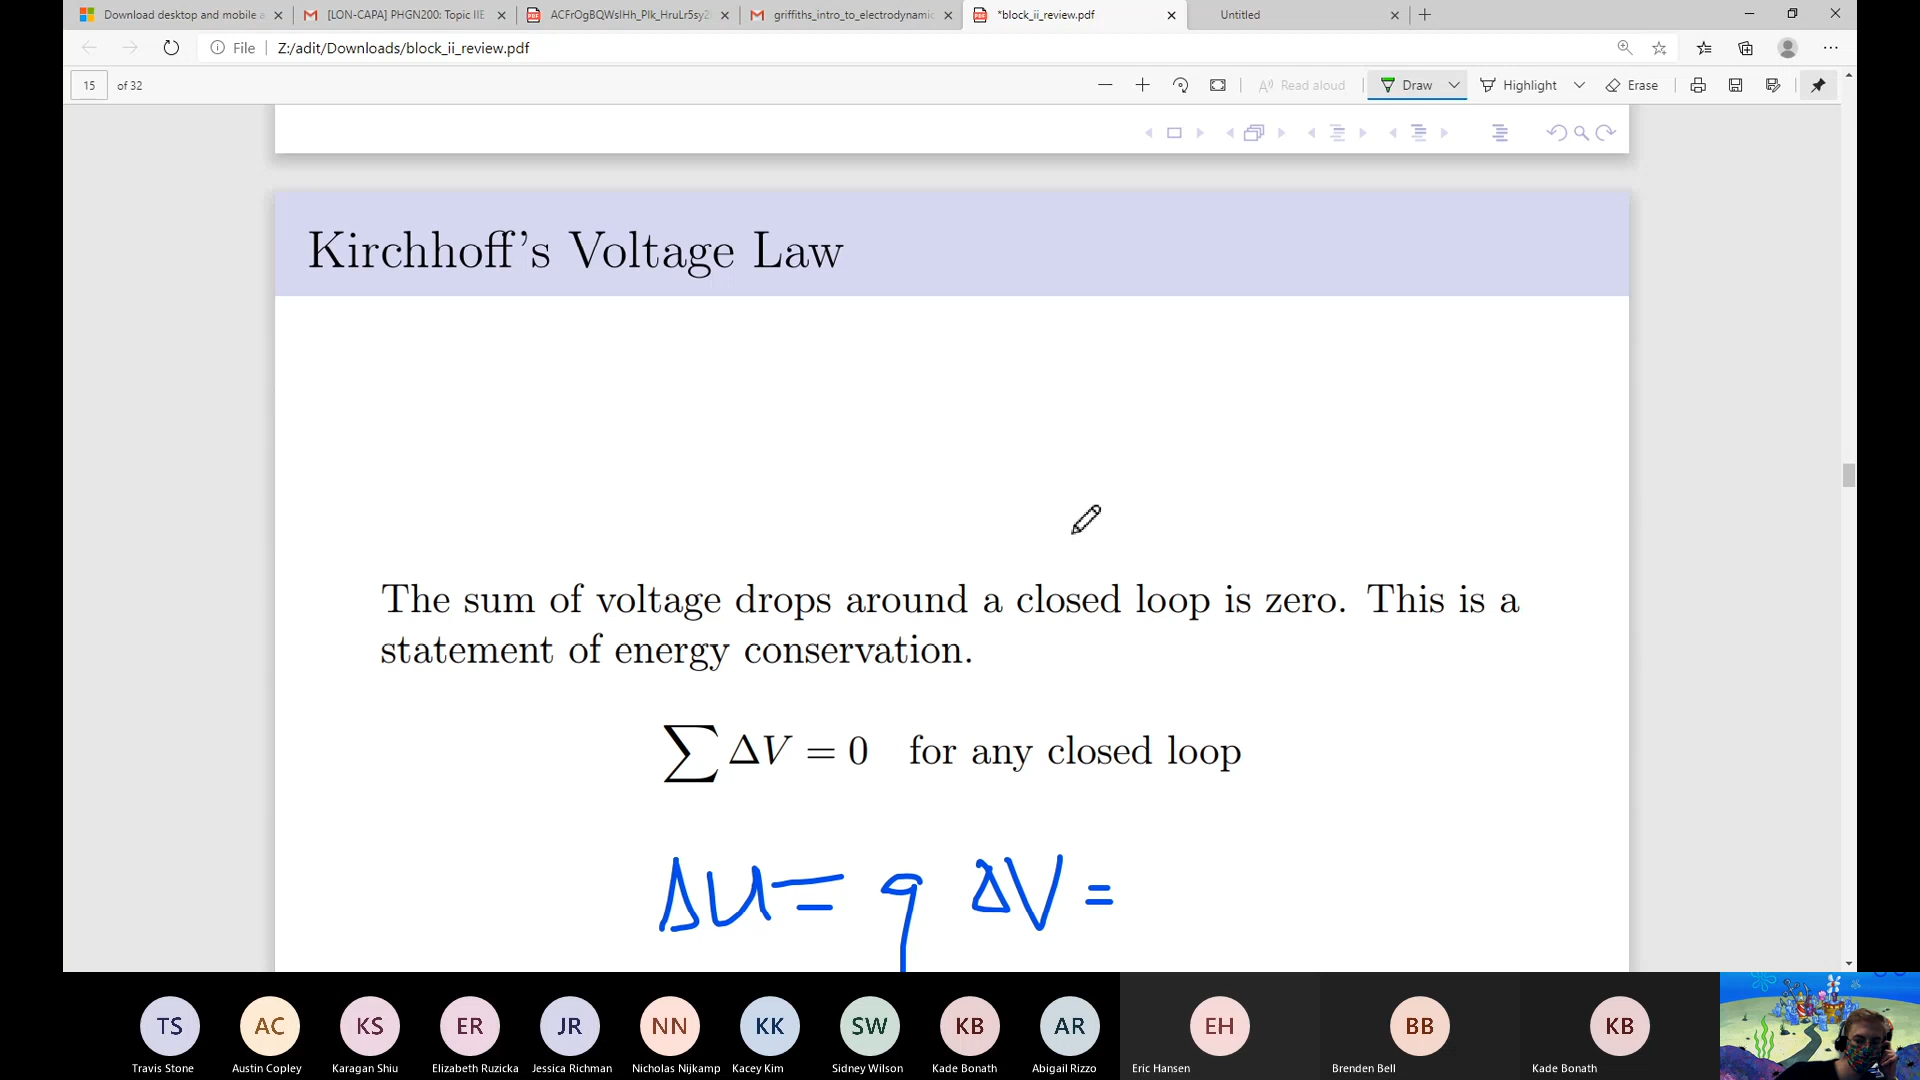 Download desktop and mobile a
[LON-CAPA] PHGN200: Topic IIE
ACFrOgBQWsIHh_Plk_HruLr5sy2
griffiths_intro_to_electrodynamic
*block_ii_review.pdf
Untitled
File
Z:/adit/Downloads/block_ii_review.pdf
15 of 32
Read aloud
Draw
Highlight
Erase
Kirchhoff's Voltage Law
The sum of voltage drops around a closed loop is zero. This is a
statement of energy conservation.
∑ ΔV = 0 for any closed loop
ΔU = q ΔV =
TS AC KS ER JR NN KK SW KB AR EH BB KB
Travis Stone Austin Copley Karagan Shiu Elizabeth Ruzicka Jessica Richman Nicholas Nijkamp Kacey Kim Sidney Wilson Kade Bonath Abigail Rizzo Eric Hansen Brenden Bell Kade Bonath